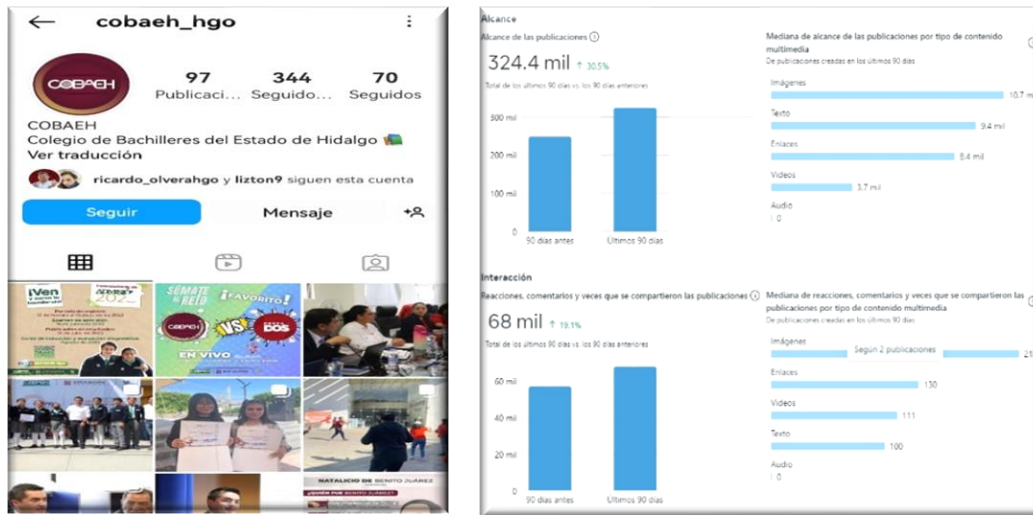 cobaeh_hgo
COBAEH
97 344 70
Publicaci... Seguido... Seguidos
COBAEH
Colegio de Bachilleres del Estado de Hidalgo
Ver traducción
ricardo_olverahgo y lizton9 siguen esta cuenta
Seguir
Mensaje
¡Ven
SÚMATE
AL RETO
¡FAVORITO!
COBAEH
VS
DOS
EN VIVO
NATALICIO DE BENITO JUÁREZ
¿QUIÉN FUE BENITO JUÁREZ?
Alcance
Alcance de las publicaciones
324.4 mil ↑ 30.5%
Total de los últimos 90 días vs. los 90 días anteriores
300 mil
200 mil
100 mil
0
90 días antes
Últimos 90 días
Mediana de alcance de las publicaciones por tipo de contenido
multimedia
De publicaciones creadas en los últimos 90 días
Imágenes
10.7 m
Texto
9.4 mil
Enlaces
8.4 mil
Videos
3.7 mil
Audio
0
Interacción
Reacciones, comentarios y veces que se compartieron las publicaciones
68 mil ↑ 19.1%
Total de los últimos 90 días vs. los 90 días anteriores
60 mil
40 mil
20 mil
0
90 días antes
Últimos 90 días
Mediana de reacciones, comentarios y veces que se compartieron las
publicaciones por tipo de contenido multimedia
De publicaciones creadas en los últimos 90 días
Imágenes
Según 2 publicaciones
21
Enlaces
130
Videos
111
Texto
100
Audio
0